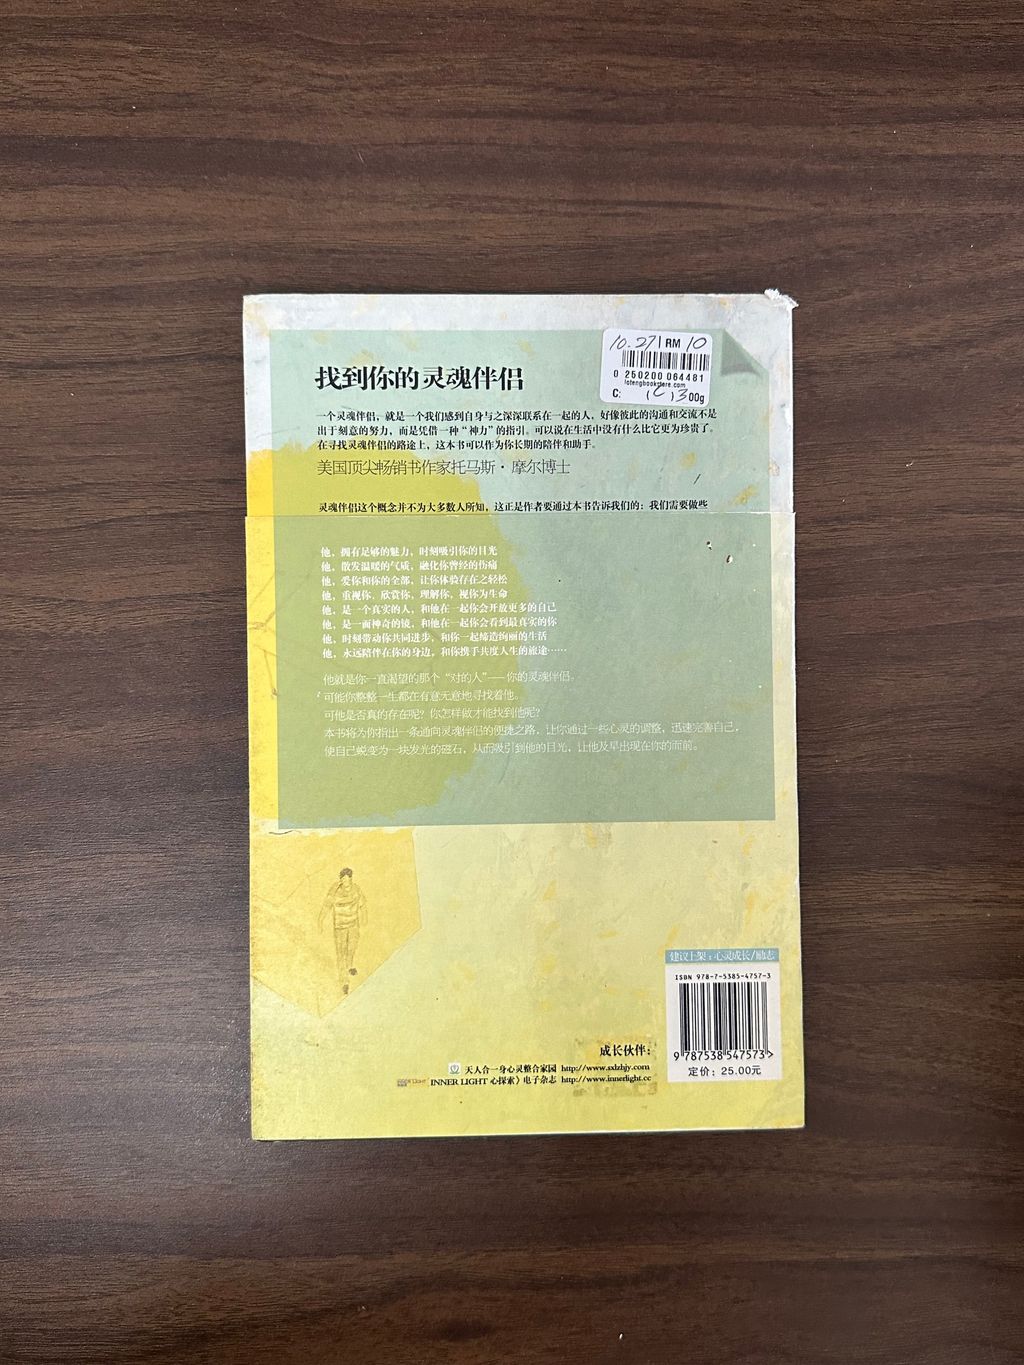 10.27 RM 10
0 250200 064481
C: 00g
找到你的灵魂伴侣
一个灵魂伴侣，就是一个我们感到自身与之深深联系在一起的人，好像彼此的沟通和交流不是
出于刻意的努力，而是凭借一种“神力”的指引。可以说在生活中没有什么比它更为珍贵了。
在寻找灵魂伴侣的路途上，这本书可以作为你长期的陪伴和助手。
美国顶尖畅销书作家托马斯·摩尔博士
灵魂伴侣这个概念并不为大多数人所知，这正是作者要通过本书告诉我们的：我们需要做些
他，拥有足够的魅力，时刻吸引你的目光
他，散发温暖的气质，融化你曾经的伤痛
他，爱你和你的全部，让你体验存在之轻松
他，重视你、欣赏你，理解你，视你为生命
他，是一个真实的人，和他在一起你会开放更多的自己
他，是一面神奇的镜，和他在一起你会看到最真实的你
他，时刻带动你共同进步，和你一起缔造绚丽的生活
他，永远陪伴在你的身边，和你携手共度人生的旅途……
他就是你一直渴望的那个“对的人”——你的灵魂伴侣。
可能你整整一生都在有意无意地寻找着他。
可他是否真的存在呢？你怎样做才能找到他呢？
本书将为你指出一条通向灵魂伴侣的便捷之路，让你通过一些心灵的调整，迅速完善自己，
使自己蜕变为一块发光的磁石，从而吸引到他的目光，让他及早出现在你的面前。
建议上架：心灵成长/励志
ISBN 978-7-5385-4757-3
9 787538 547573>
定价：25.00元
成长伙伴：
天人合一身心灵整合家园 http://www.sxlzhjy.com
INNER LIGHT 心探索》电子杂志 http://www.innerlight.cc